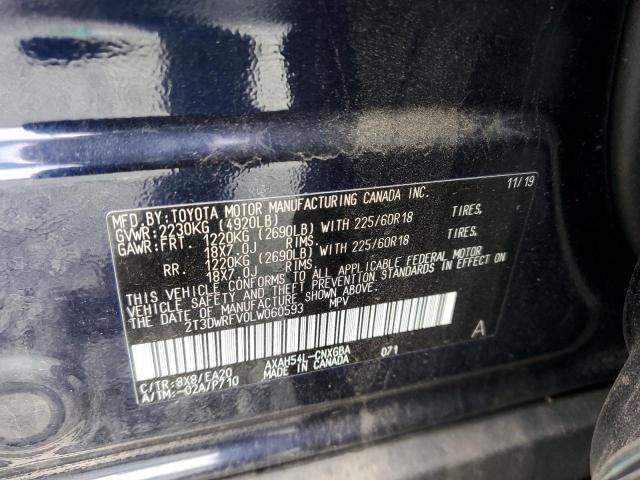 MFD.BY:TOYOTA MOTOR MANUFACTURING CANADA INC. 11/19
GVWR:2230KG (4920LB)
GAWR:FRT. 1220KG (2690LB) WITH 225/60R18 TIRES,
18X7.0J RIMS,
RR. 1220KG (2690LB) WITH 225/60R18 TIRES,
18X7.0J RIMS
THIS VEHICLE CONFORMS TO ALL APPLICABLE FEDERAL MOTOR
VEHICLE SAFETY AND THEFT PREVENTION STANDARDS IN EFFECT ON
THE DATE OF MANUFACTURE SHOWN ABOVE.
2T3DWRFV0LW060593 MPV
A
AXAH54L-CNXGBA 071
C/TR:8X8/EA20 MADE IN CANADA
A/TM:-02A/P710